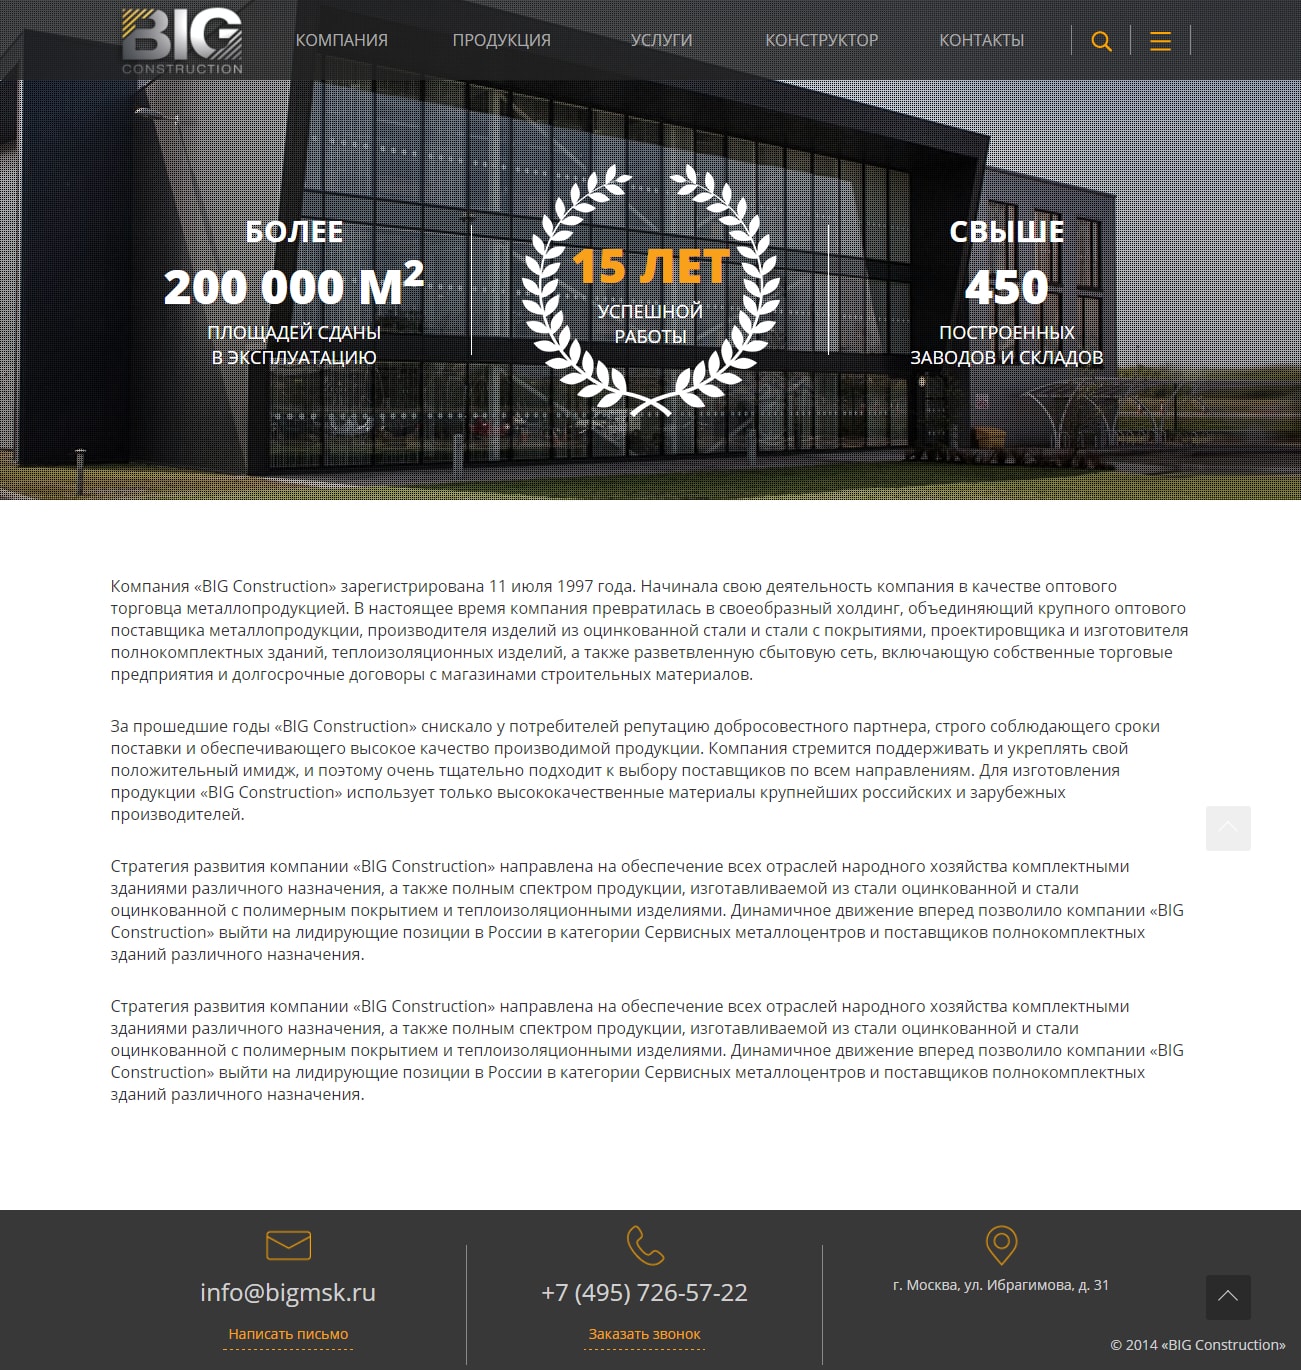 BIG
CONSTRUCTION
КОМПАНИЯ ПРОДУКЦИЯ УСЛУГИ КОНСТРУКТОР КОНТАКТЫ
БОЛЕЕ
200 000 М²
ПЛОЩАДЕЙ СДАНЫ
В ЭКСПЛУАТАЦИЮ
15 ЛЕТ
УСПЕШНОЙ
РАБОТЫ
СВЫШЕ
450
ПОСТРОЕННЫХ
ЗАВОДОВ И СКЛАДОВ
Компания «BIG Construction» зарегистрирована 11 июля 1997 года. Начинала свою деятельность компания в качестве оптового
торговца металлопродукцией. В настоящее время компания превратилась в своеобразный холдинг, объединяющий крупного оптового
поставщика металлопродукции, производителя изделий из оцинкованной стали и стали с покрытиями, проектировщика и изготовителя
полнокомплектных зданий, теплоизоляционных изделий, а также разветвленную сбытовую сеть, включающую собственные торговые
предприятия и долгосрочные договоры с магазинами строительных материалов.
За прошедшие годы «BIG Construction» снискало у потребителей репутацию добросовестного партнера, строго соблюдающего сроки
поставки и обеспечивающего высокое качество производимой продукции. Компания стремится поддерживать и укреплять свой
положительный имидж, и поэтому очень тщательно подходит к выбору поставщиков по всем направлениям. Для изготовления
продукции «BIG Construction» использует только высококачественные материалы крупнейших российских и зарубежных
производителей.
Стратегия развития компании «BIG Construction» направлена на обеспечение всех отраслей народного хозяйства комплектными
зданиями различного назначения, а также полным спектром продукции, изготавливаемой из стали оцинкованной и стали
оцинкованной с полимерным покрытием и теплоизоляционными изделиями. Динамичное движение вперед позволило компании «BIG
Construction» выйти на лидирующие позиции в России в категории Сервисных металлоцентров и поставщиков полнокомплектных
зданий различного назначения.
Стратегия развития компании «BIG Construction» направлена на обеспечение всех отраслей народного хозяйства комплектными
зданиями различного назначения, а также полным спектром продукции, изготавливаемой из стали оцинкованной и стали
оцинкованной с полимерным покрытием и теплоизоляционными изделиями. Динамичное движение вперед позволило компании «BIG
Construction» выйти на лидирующие позиции в России в категории Сервисных металлоцентров и поставщиков полнокомплектных
зданий различного назначения.
info@bigmsk.ru
Написать письмо
+7 (495) 726-57-22
Заказать звонок
г. Москва, ул. Ибрагимова, д. 31
© 2014 «BIG Construction»